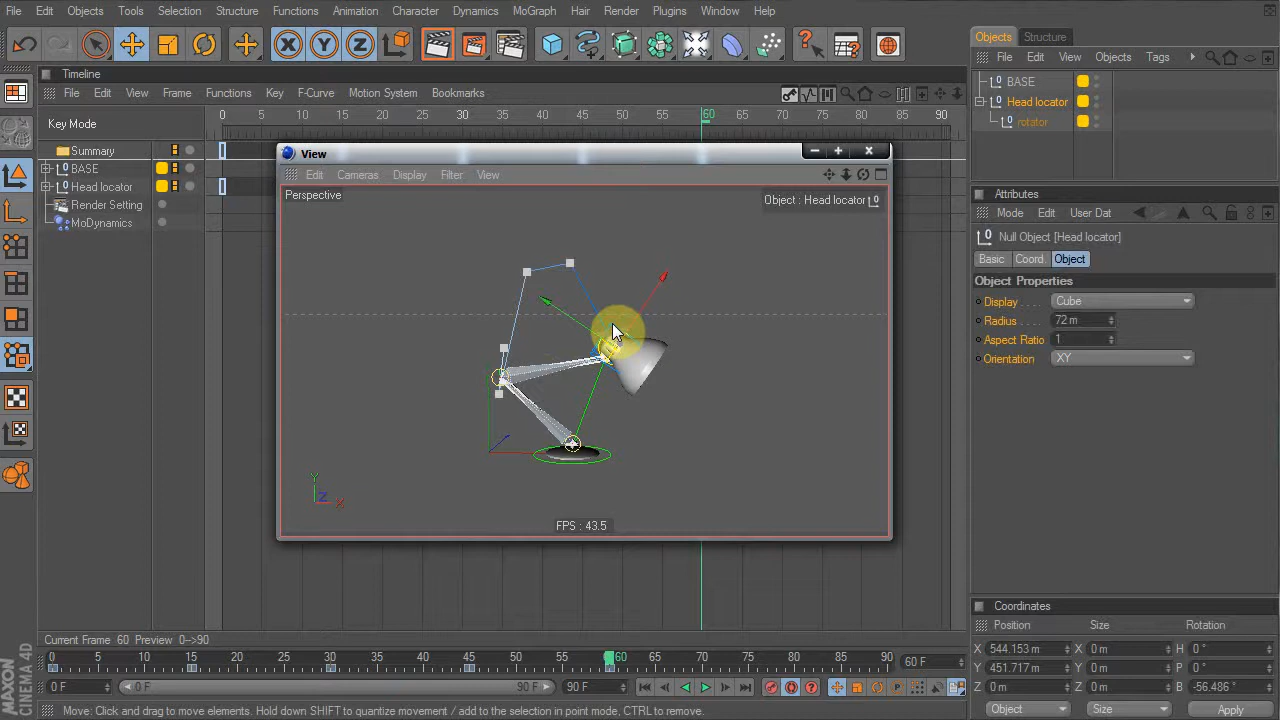 File Edit Objects Tools Selection Structure Functions Animation Character Dynamics MoGraph Hair Render Plugins Window Help
X Y Z
Objects Structure
File Edit View Objects Tags
BASE
Head locator
rotator
Timeline
File Edit View Frame Functions Key F-Curve Motion System Bookmarks
0 5 10 15 20 25 30 35 40 45 50 55 60 65 70 75 80 85 90
Key Mode
Summary
BASE
Head locator
Render Setting
MoDynamics
View
Edit Cameras Display Filter View
Perspective
Object : Head locator
Y
Z X
FPS : 43.5
Attributes
Mode Edit User Dat
Null Object [Head locator]
Basic Coord. Object
Object Properties
Display Cube
Radius 72 m
Aspect Ratio 1
Orientation XY
Coordinates
Position Size Rotation
X 544.153 m X 0 m H 0 °
Y 451.717 m Y 0 m P 0 °
Z 0 m Z 0 m B -56.486 °
Object Size Apply
Current Frame 60 Preview 0-->90
0 5 10 15 20 25 30 35 40 45 50 55 60 65 70 75 80 85 90 60 F
0 F 0 F 90 F 90 F
Move: Click and drag to move elements. Hold down SHIFT to quantize movement / add to the selection in point mode, CTRL to remove.
MAXON
CINEMA 4D